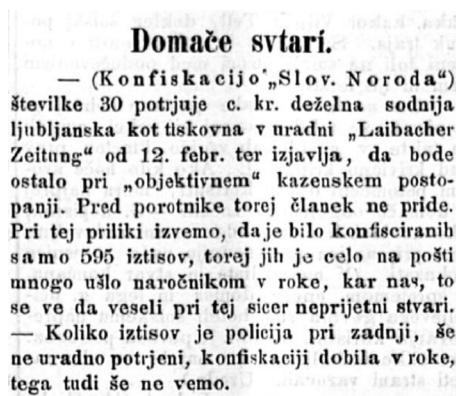 Domače svtari.
— (Konfiskacijo „Slov. Noroda“)
številke 30 potrjuje c. kr. deželna sodnija
ljubljanska kot tiskovna v uradni „Laibacher
Zeitung“ od 12. febr. ter izjavlja, da bode
ostalo pri „objektivnem“ kazenskem posto-
panji. Pred porotnike torej članek ne pride.
Pri tej priliki izvemo, da je bilo konfisciranih
samo 595 iztisov, torej jih je celo na pošti
mnogo ušlo naročnikom v roke, kar nas, to
se ve da veseli pri tej sicer neprijetni stvari.
— Koliko iztisov je policija pri zadnji, še
ne uradno potrjeni, konfiskaciji dobila v roke,
tega tudi še ne vemo.